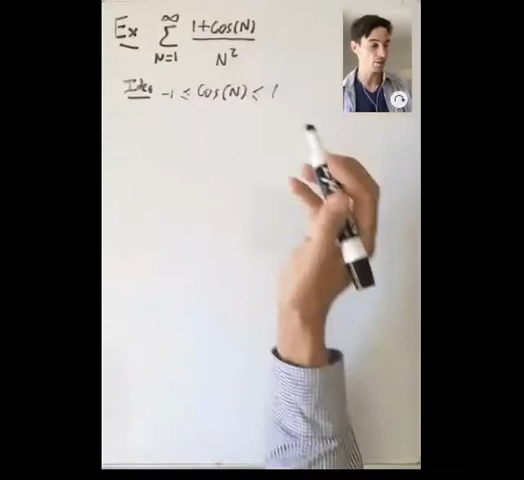 Ex ∞ Σ N=1 1+cos(N) / N²
Idea -1 ≤ cos(N) ≤ 1